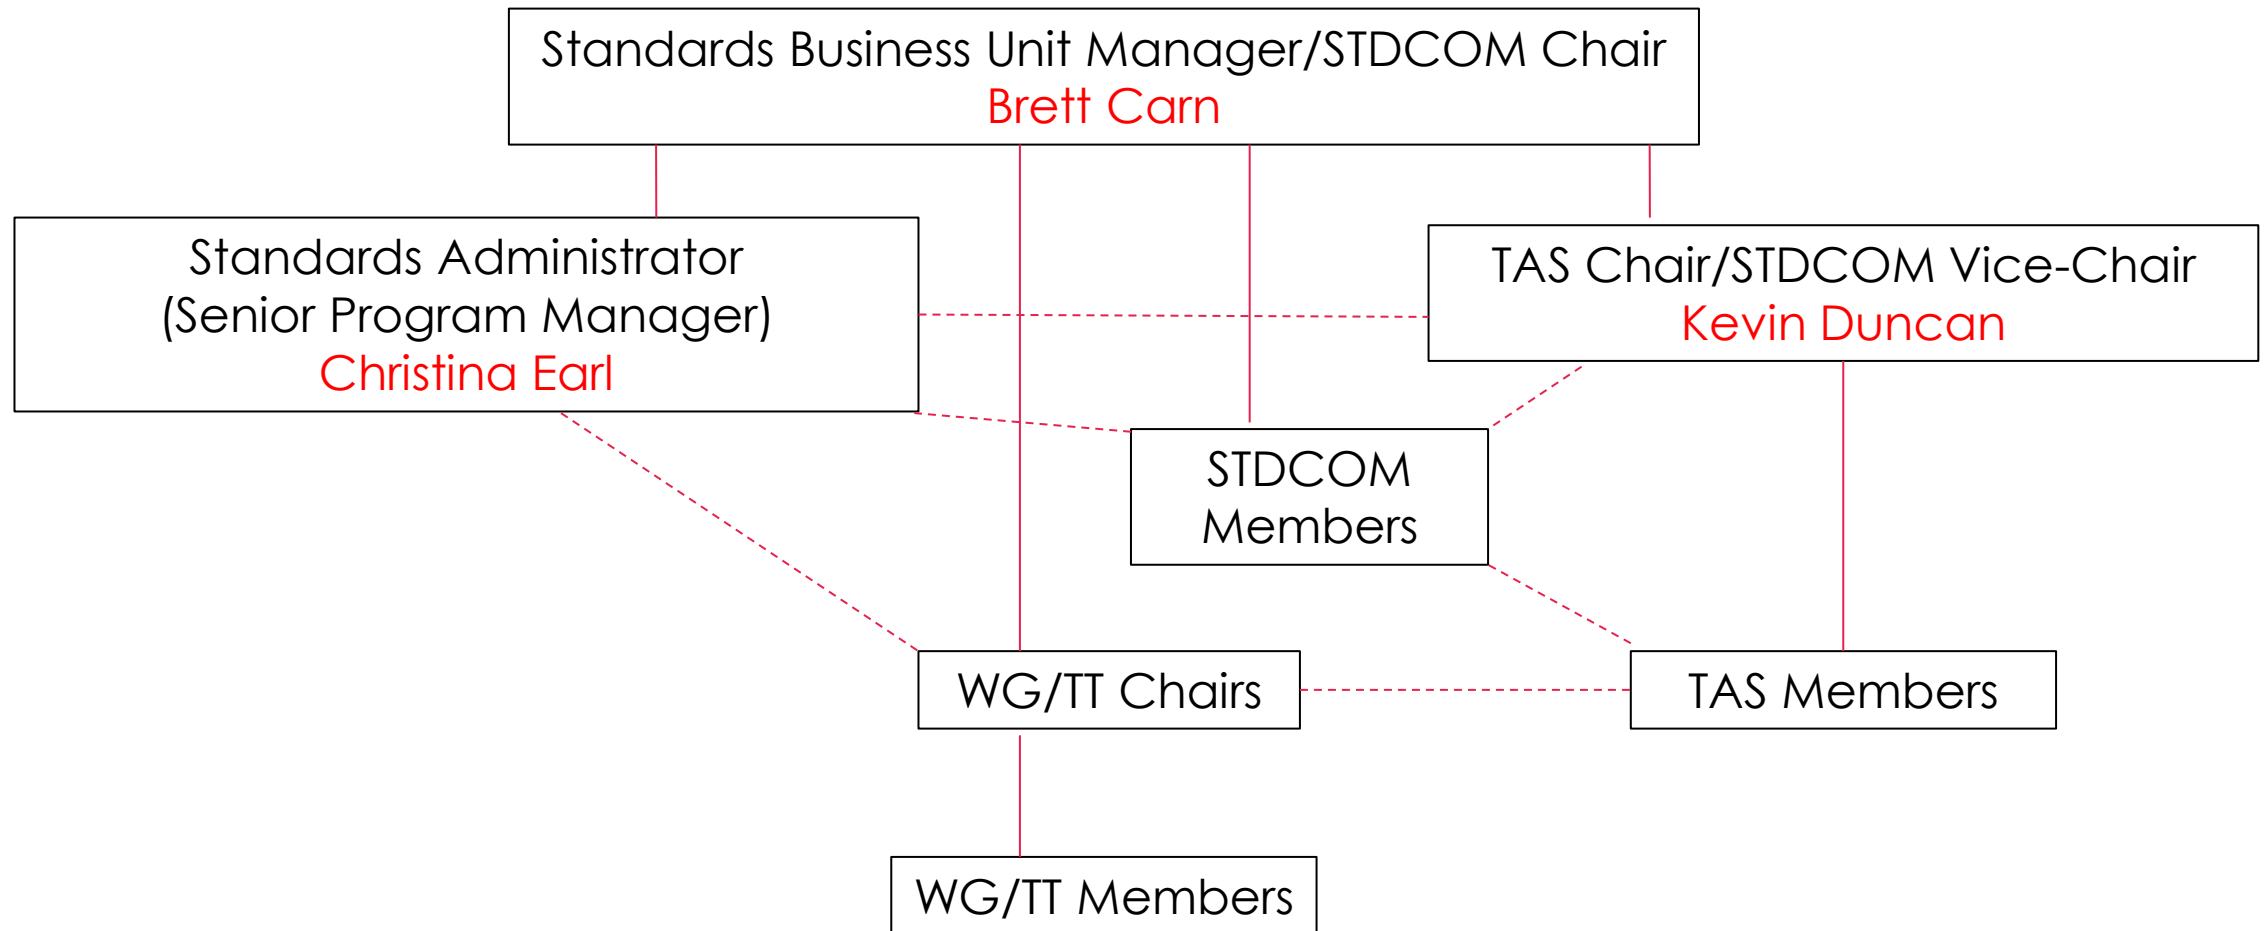 Standards Business Unit Manager/STDCOM Chair
Brett Carn
Standards Administrator
(Senior Program Manager)
Christina Earl
TAS Chair/STDCOM Vice-Chair
Kevin Duncan
STDCOM
Members
WG/TT Chairs
TAS Members
WG/TT Members